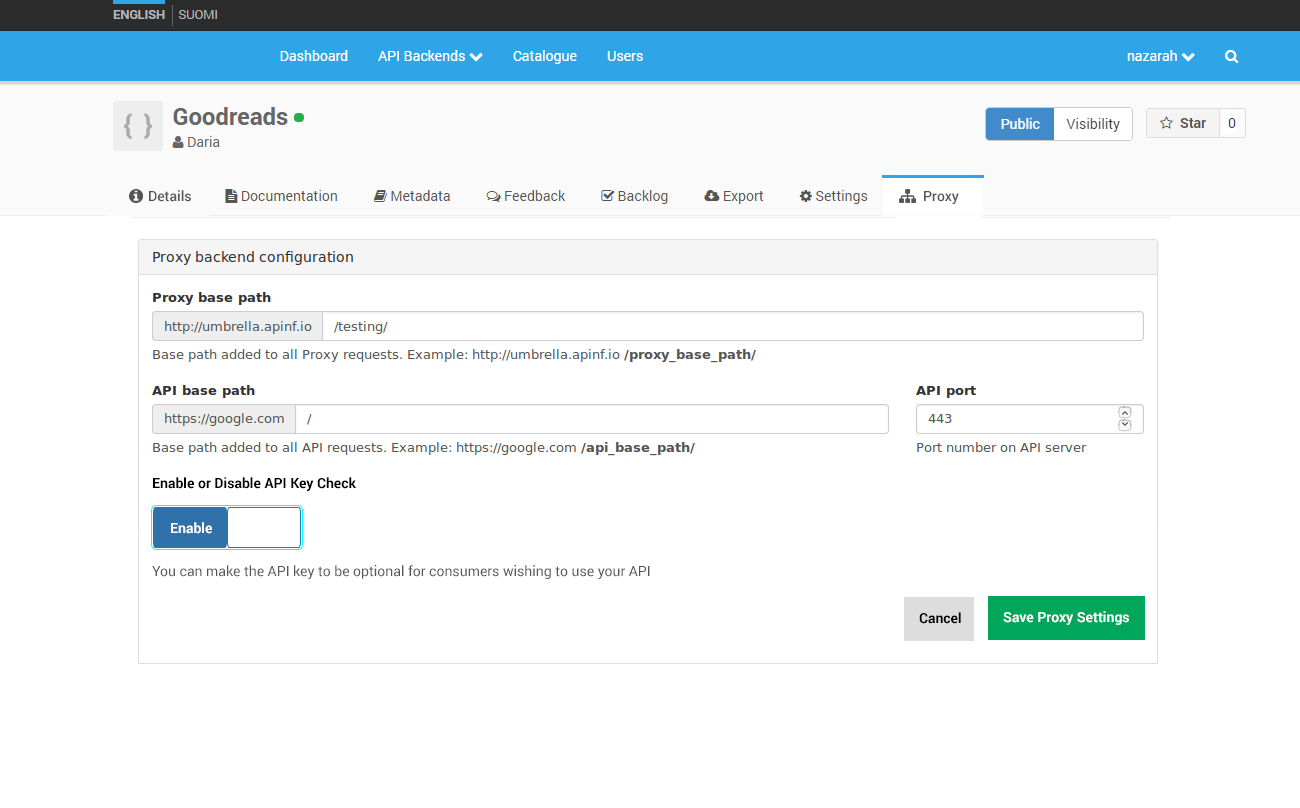 ENGLISH SUOMI
Dashboard API Backends Catalogue Users nazarah
{ } Goodreads
Daria
Public Visibility Star 0
Details Documentation Metadata Feedback Backlog Export Settings Proxy
Proxy backend configuration
Proxy base path
http://umbrella.apinf.io /testing/
Base path added to all Proxy requests. Example: http://umbrella.apinf.io /proxy_base_path/
API base path API port
https://google.com / 443
Base path added to all API requests. Example: https://google.com /api_base_path/ Port number on API server
Enable or Disable API Key Check
Enable
You can make the API key to be optional for consumers wishing to use your API
Cancel Save Proxy Settings